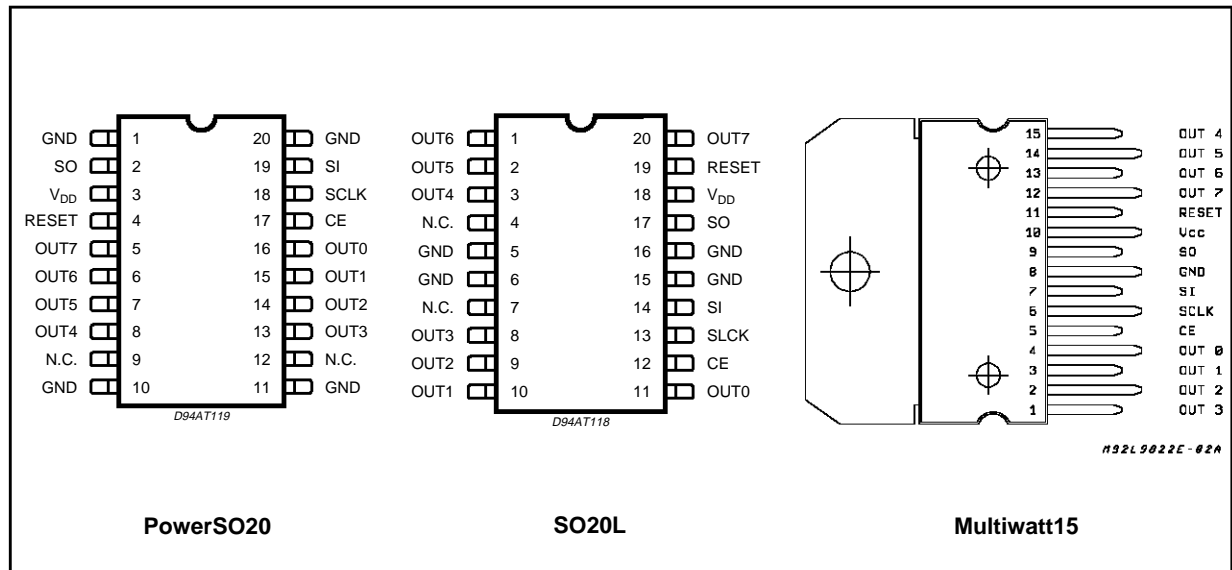 GND 1 20 GND
SO 2 19 SI
VDD 3 18 SCLK
RESET 4 17 CE
OUT7 5 16 OUT0
OUT6 6 15 OUT1
OUT5 7 14 OUT2
OUT4 8 13 OUT3
N.C. 9 12 N.C.
GND 10 11 GND
D94AT119
PowerSO20
OUT6 1 20 OUT7
OUT5 2 19 RESET
OUT4 3 18 VDD
N.C. 4 17 SO
GND 5 16 GND
GND 6 15 GND
N.C. 7 14 SI
OUT3 8 13 SLCK
OUT2 9 12 CE
OUT1 10 11 OUT0
D94AT118
SO20L
15 OUT 4
14 OUT 5
13 OUT 6
12 OUT 7
11 RESET
10 Vcc
9 SO
8 GND
7 SI
6 SCLK
5 CE
4 OUT 0
3 OUT 1
2 OUT 2
1 OUT 3
M92L9822E-02A
Multiwatt15